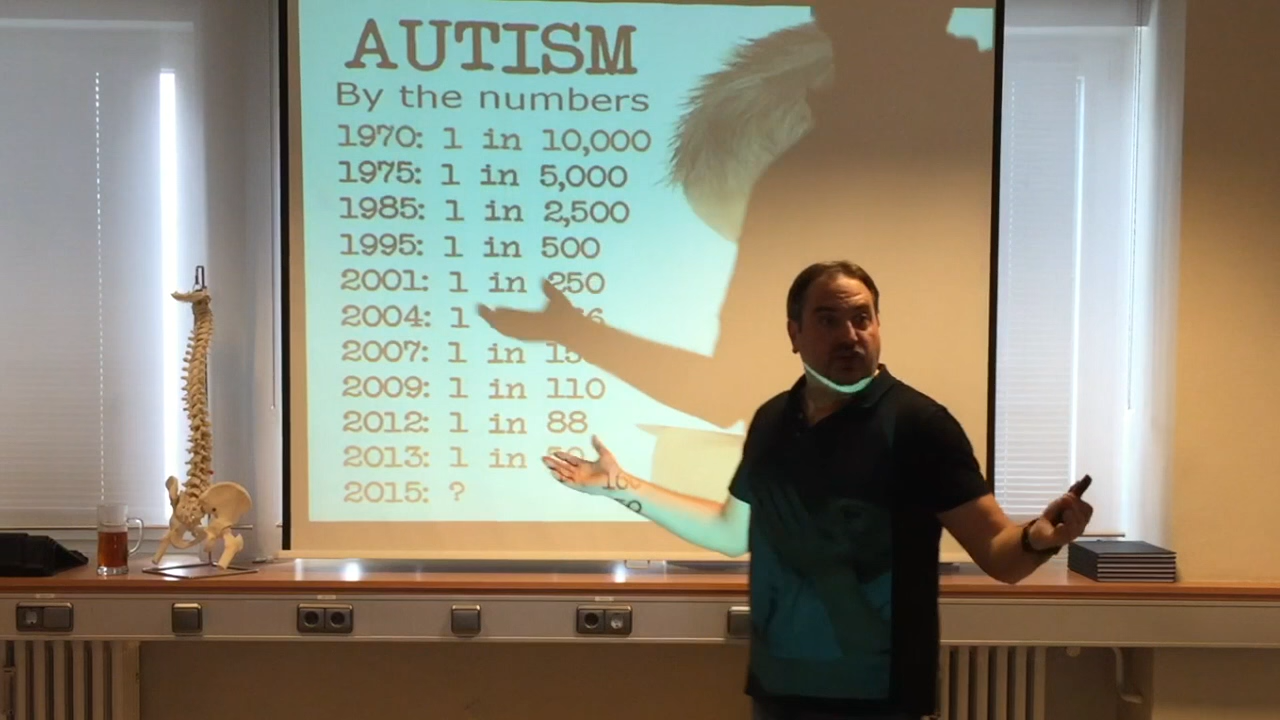 AUTISM
By the numbers
1970: 1 in 10,000
1975: 1 in 5,000
1985: 1 in 2,500
1995: 1 in 500
2001: 1 in 250
2004: 1
2007: 1 in
2009: 1 in 110
2012: 1 in 88
2013: 1 in
2015: ?